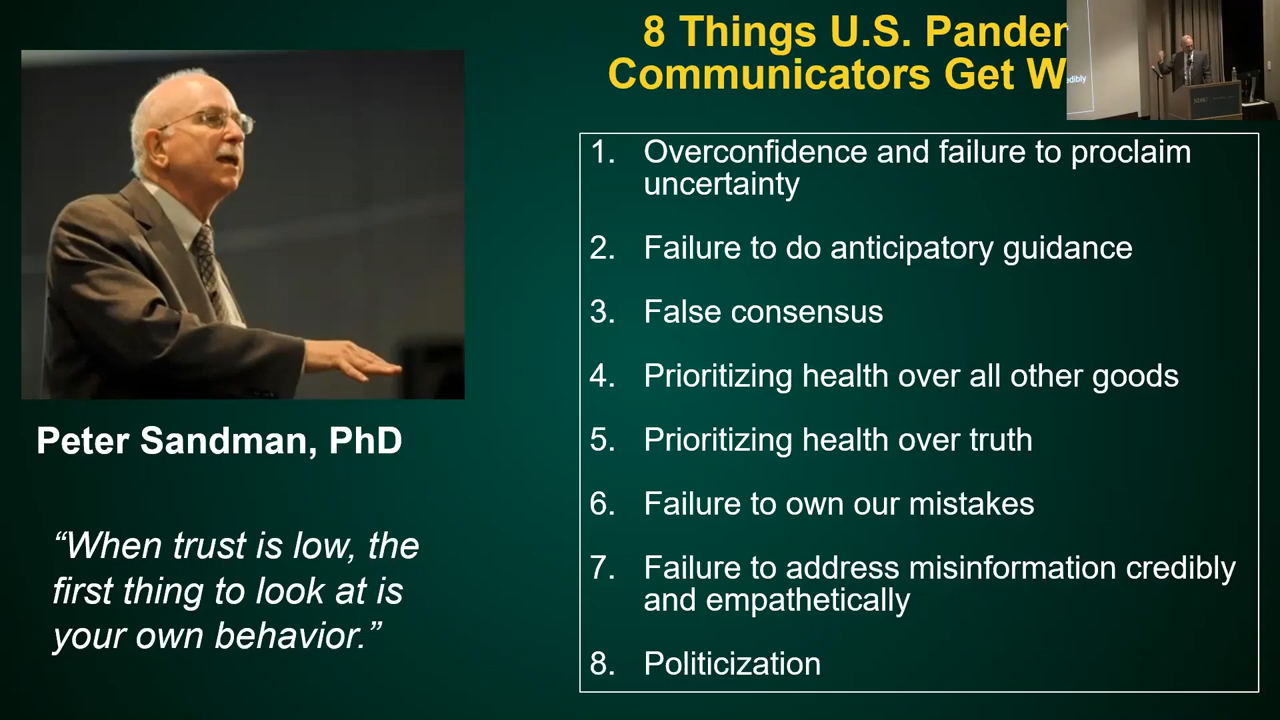 8 Things U.S.
Communicators Get
Peter Sandman, PhD
“When trust is low, the
first thing to look at is
your own behavior.”
1. Overconfidence and failure to proclaim
uncertainty
2. Failure to do anticipatory guidance
3. False consensus
4. Prioritizing health over all other goods
5. Prioritizing health over truth
6. Failure to own our mistakes
7. Failure to address misinformation credibly
and empathetically
8. Politicization